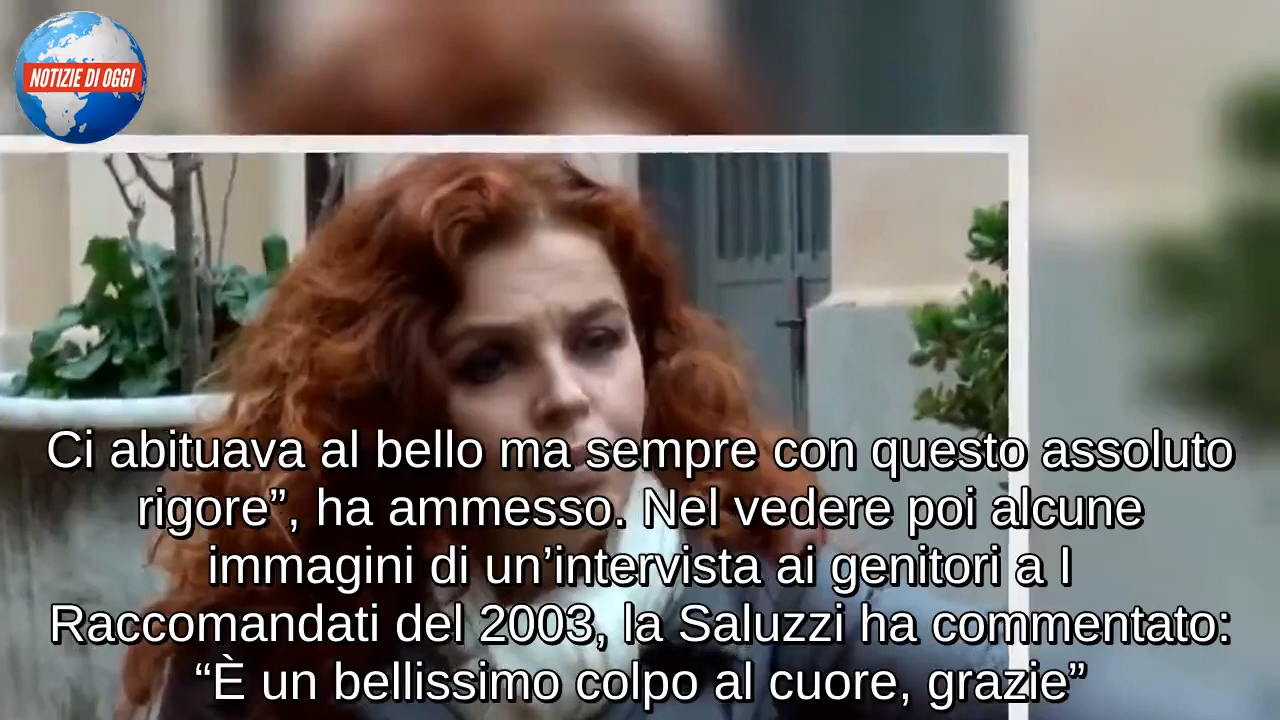 NOTIZIE DI OGGI
Ci abituava al bello ma sempre con questo assoluto
rigore”, ha ammesso. Nel vedere poi alcune
immagini di un’intervista ai genitori a I
Raccomandati del 2003, la Saluzzi ha commentato:
“È un bellissimo colpo al cuore, grazie”